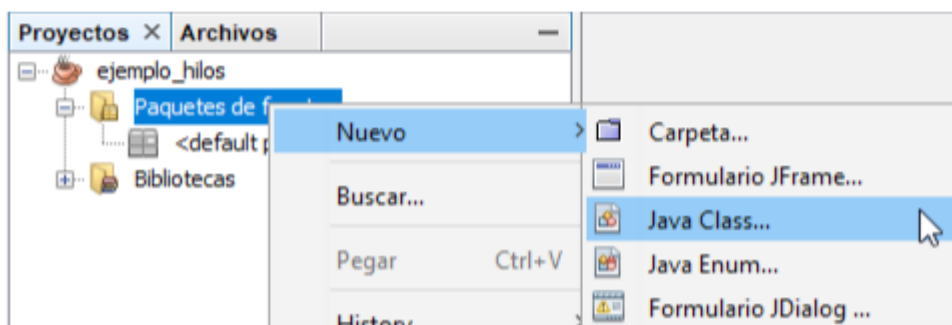 Proyectos Archivos
ejemplo_hilos
Paquetes de
<default
Bibliotecas
Nuevo
Buscar...
Pegar Ctrl+V
History
Carpeta...
Formulario JFrame...
Java Class...
Java Enum...
Formulario JDialog ...